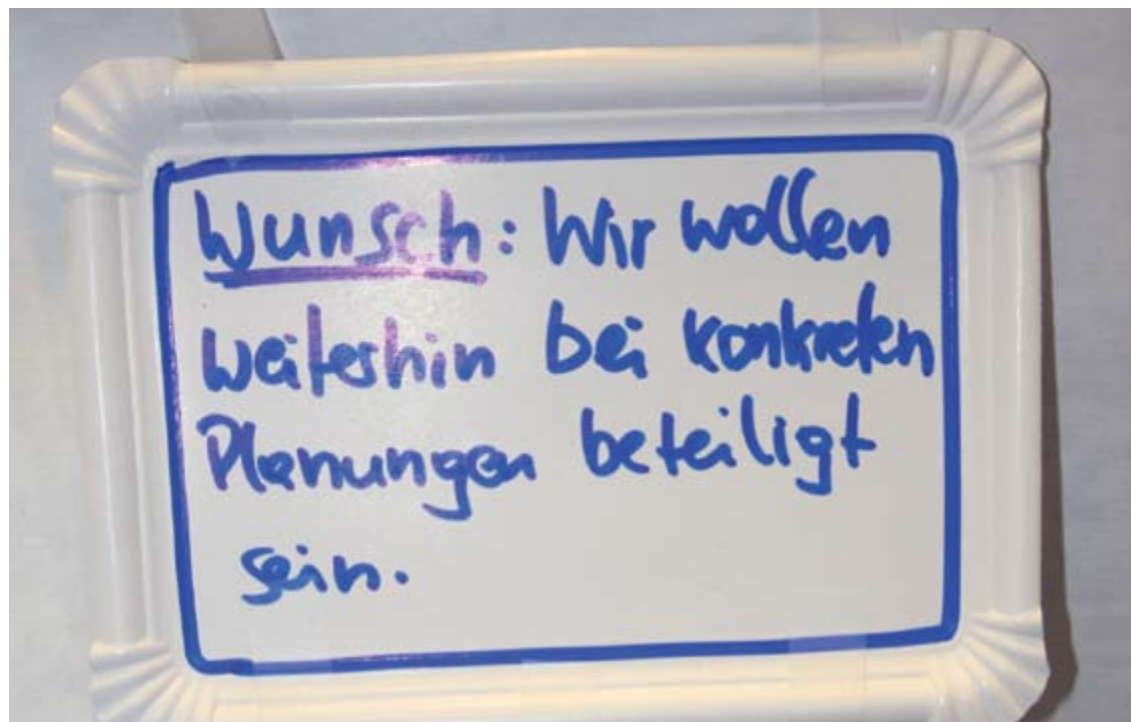 Wunsch: Wir wollen
weiterhin bei konkreten
Planungen beteiligt
sein.